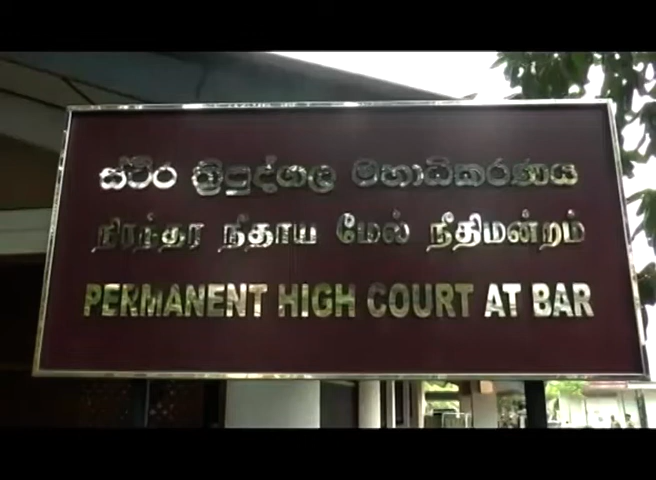 ස්ථිර ත්‍රිපුද්ගල මහාධිකරණය
நிரந்தர நீதாய மேல் நீதிமன்றம்
PERMANENT HIGH COURT AT BAR